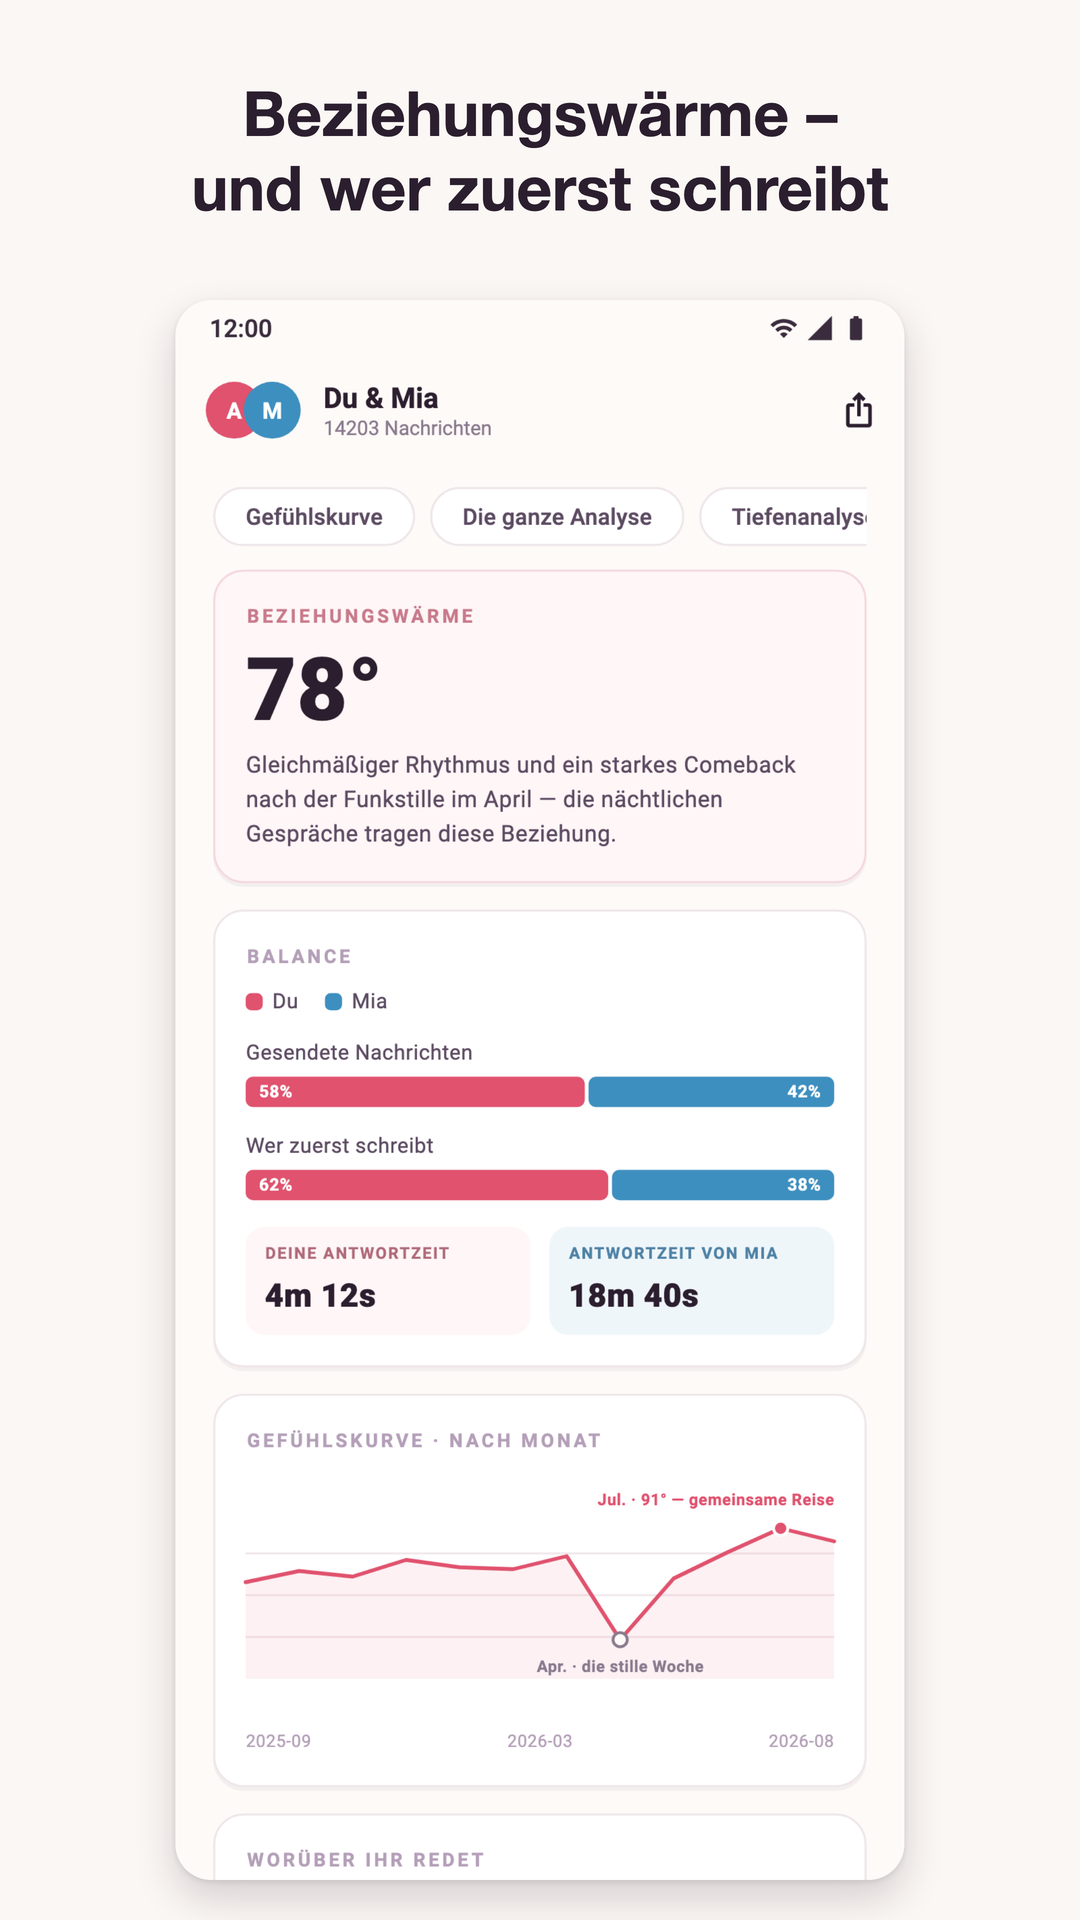 Beziehungswärme –
und wer zuerst schreibt
12:00
A M
Du & Mia
14203 Nachrichten
Gefühlskurve
Die ganze Analyse
Tiefenanalyse
BEZIEHUNGSWÄRME
78°
Gleichmäßiger Rhythmus und ein starkes Comeback
nach der Funkstille im April — die nächtlichen
Gespräche tragen diese Beziehung.
BALANCE
Du Mia
Gesendete Nachrichten
58% 42%
Wer zuerst schreibt
62% 38%
DEINE ANTWORTZEIT
4m 12s
ANTWORTZEIT VON MIA
18m 40s
GEFÜHLSKURVE · NACH MONAT
Jul. · 91° — gemeinsame Reise
Apr. · die stille Woche
2025-09 2026-03 2026-08
WORÜBER IHR REDET